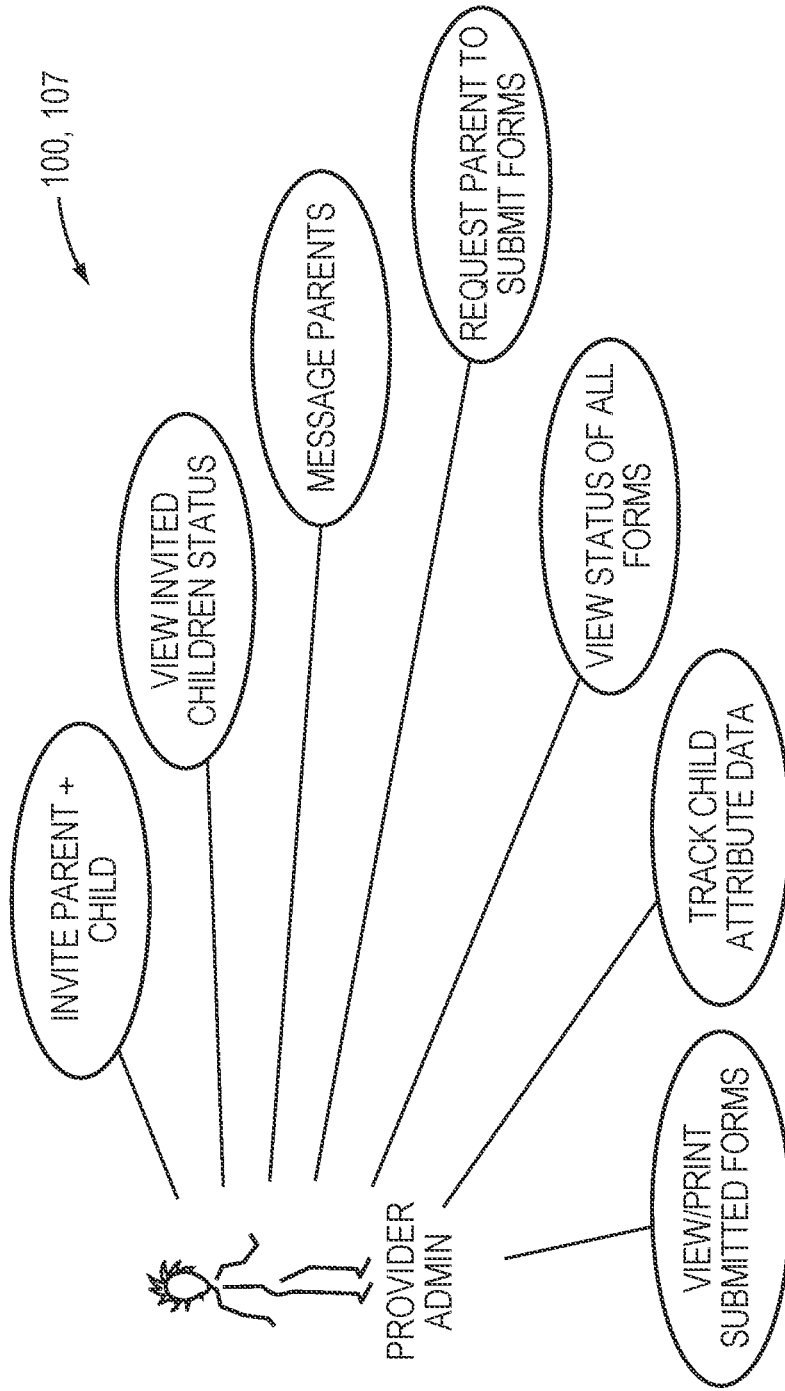 100, 107
INVITE PARENT +
CHILD
VIEW INVITED
CHILDREN STATUS
MESSAGE PARENTS
REQUEST PARENT TO
SUBMIT FORMS
VIEW STATUS OF ALL
FORMS
TRACK CHILD
ATTRIBUTE DATA
VIEW/PRINT
SUBMITTED FORMS
PROVIDER
ADMIN